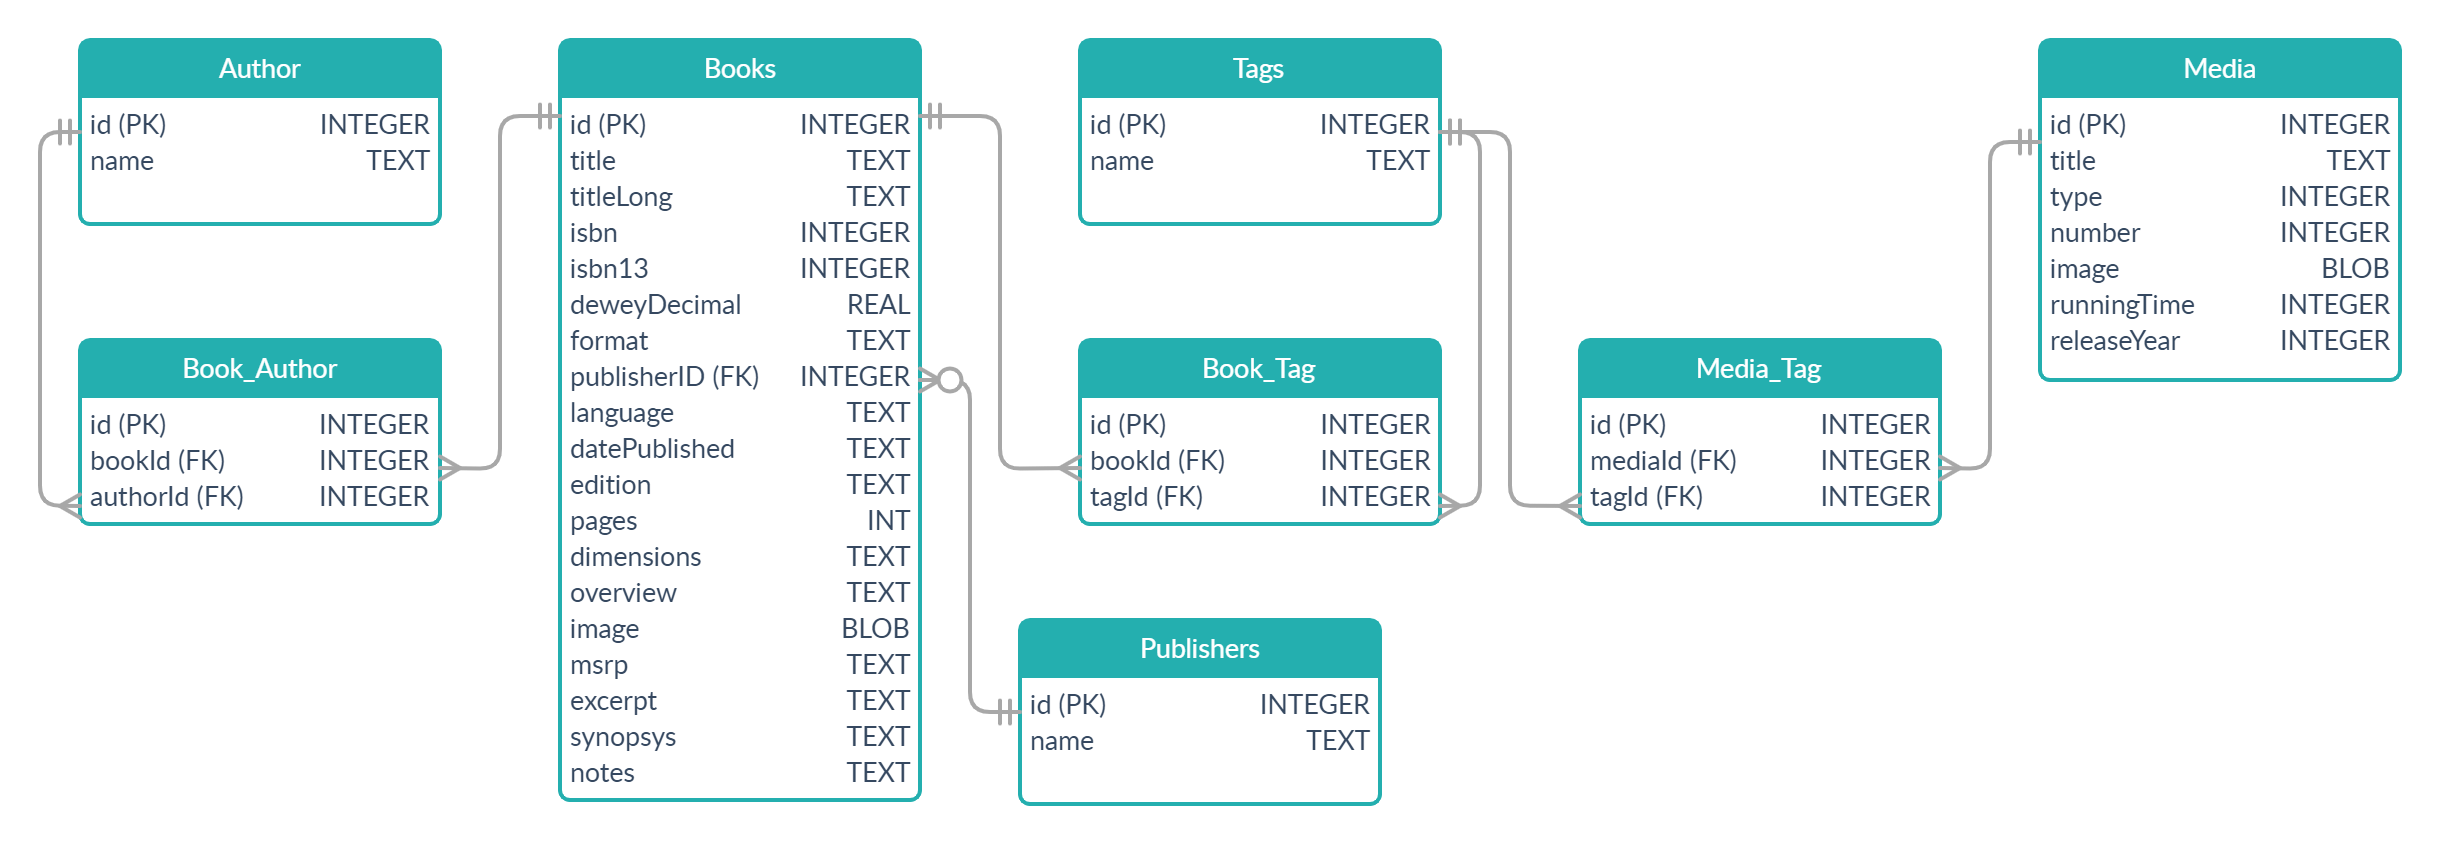 Author
id (PK) INTEGER
name TEXT
Book_Author
id (PK) INTEGER
bookId (FK) INTEGER
authorId (FK) INTEGER
Books
id (PK) INTEGER
title TEXT
titleLong TEXT
isbn INTEGER
isbn13 INTEGER
deweyDecimal REAL
format TEXT
publisherID (FK) INTEGER
language TEXT
datePublished TEXT
edition TEXT
pages INT
dimensions TEXT
overview TEXT
image BLOB
msrp TEXT
excerpt TEXT
synopsys TEXT
notes TEXT
Tags
id (PK) INTEGER
name TEXT
Book_Tag
id (PK) INTEGER
bookId (FK) INTEGER
tagId (FK) INTEGER
Publishers
id (PK) INTEGER
name TEXT
Media_Tag
id (PK) INTEGER
mediaId (FK) INTEGER
tagId (FK) INTEGER
Media
id (PK) INTEGER
title TEXT
type INTEGER
number INTEGER
image BLOB
runningTime INTEGER
releaseYear INTEGER